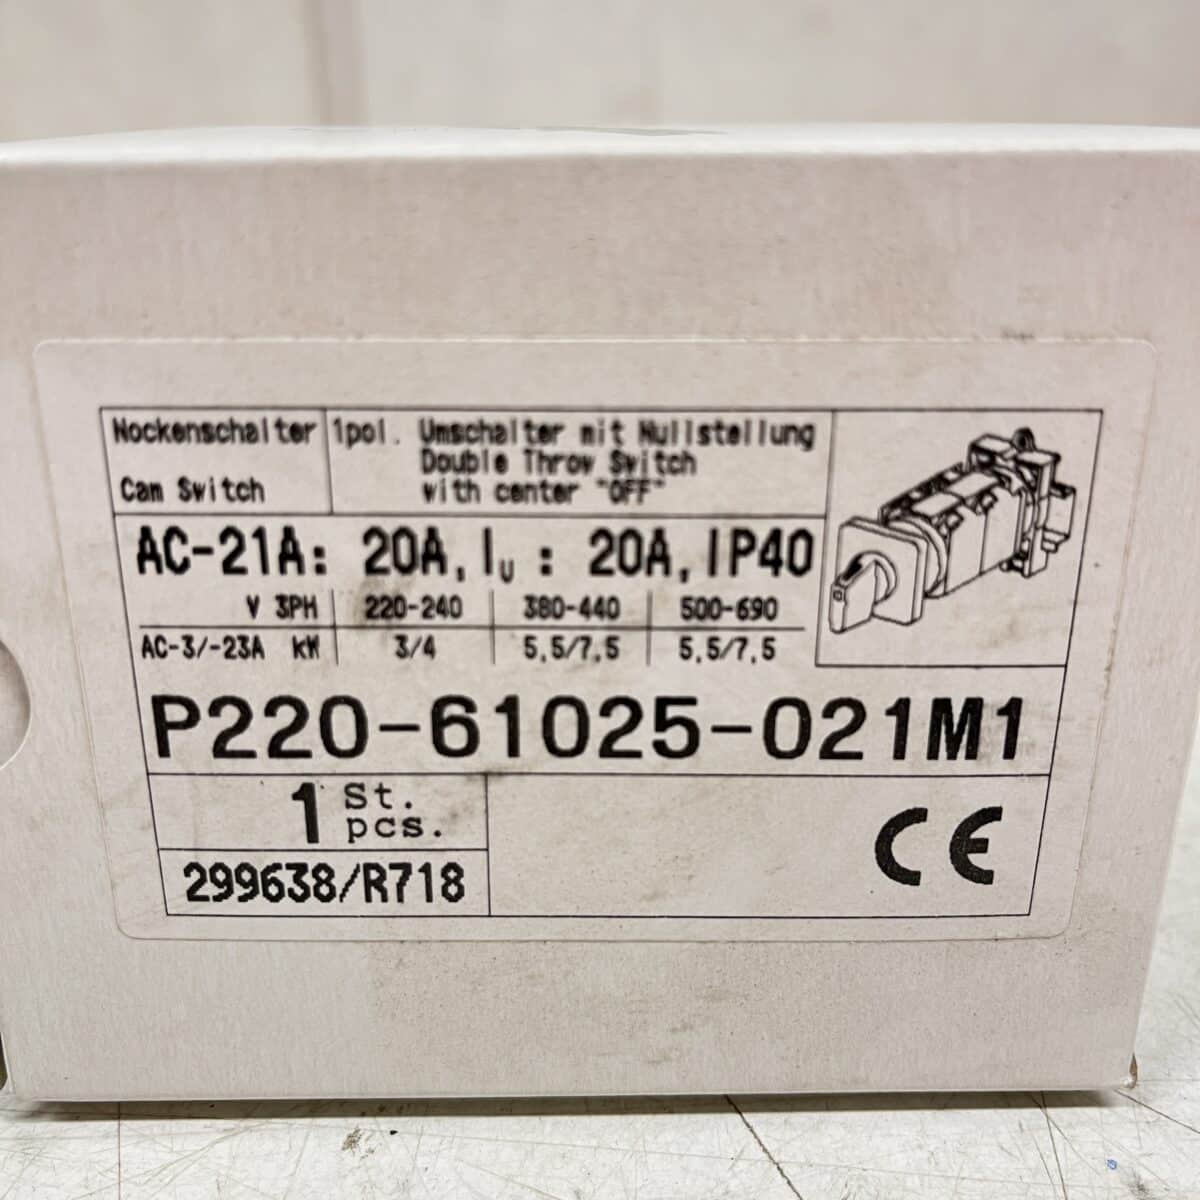 Nockenschalter
Cam Switch
1pol. Umschalter mit Nullstellung
Double Throw Switch
with center "OFF"
AC-21A: 20A, IU : 20A, IP40
V 3PH 220-240 380-440 500-690
AC-3/-23A kW 3/4 5,5/7,5 5,5/7,5
P220-61025-021M1
1 St.
pcs.
299638/R718
CE